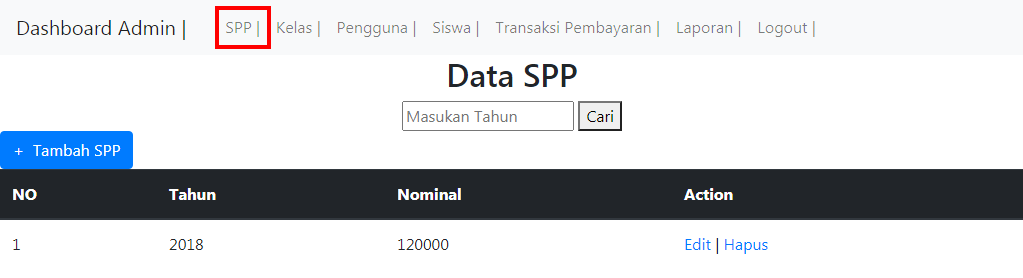 Dashboard Admin | SPP | Kelas | Pengguna | Siswa | Transaksi Pembayaran | Laporan | Logout |
Data SPP
Masukan Tahun Cari
+ Tambah SPP
NO Tahun Nominal Action
1 2018 120000 Edit | Hapus